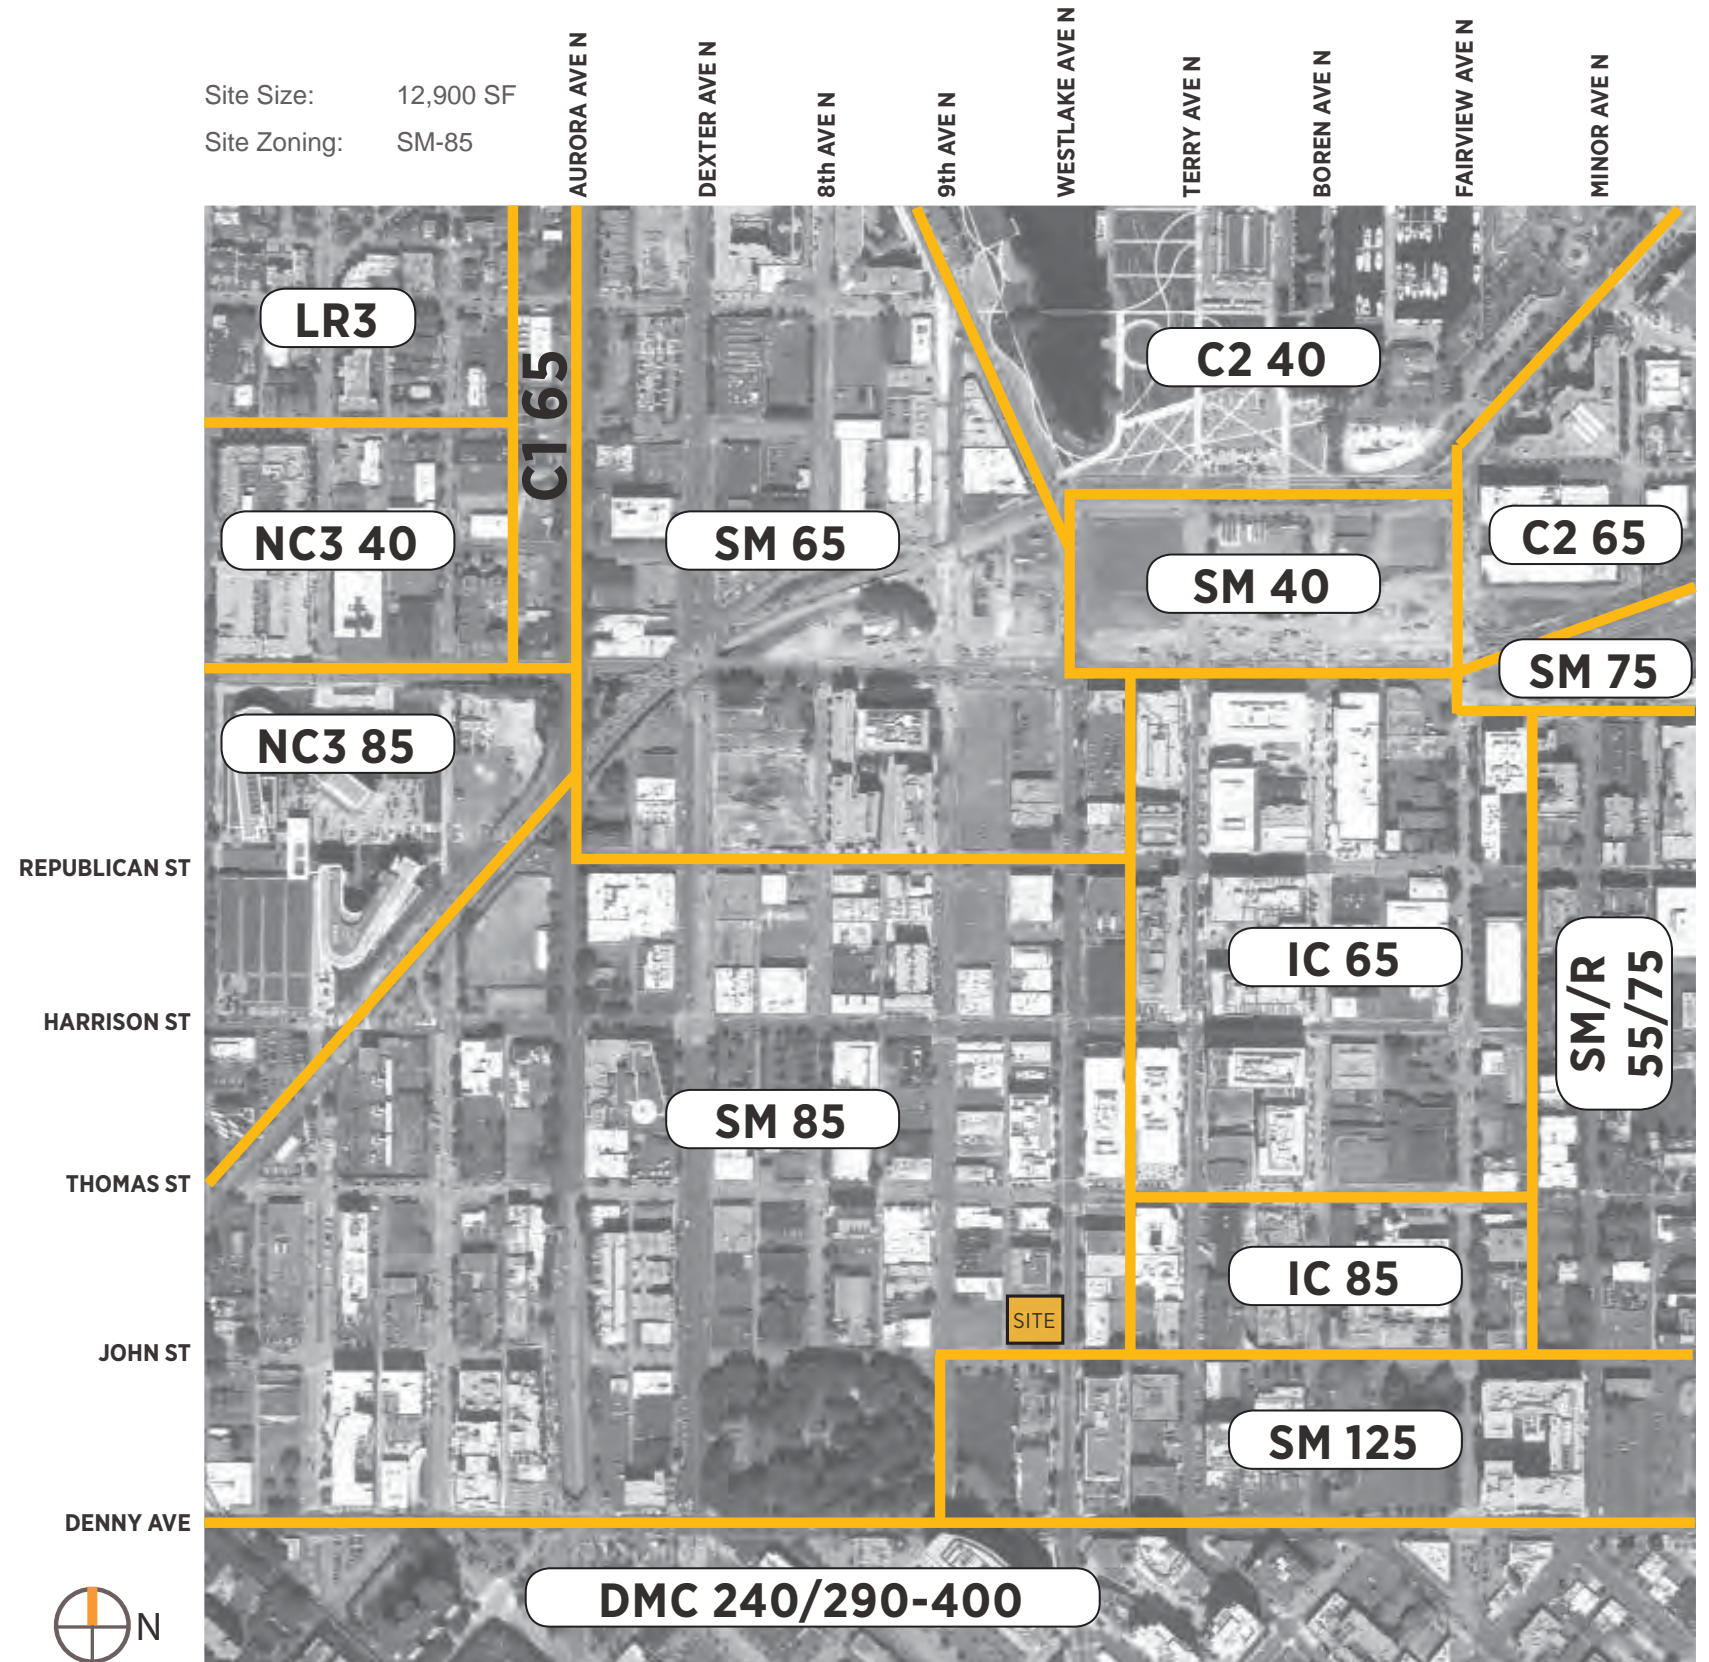 AURORA AVE N
DEXTER AVE N
8th AVE N
9th AVE N
WESTLAKE AVE N
TERRY AVE N
BOREN AVE N
FAIRVIEW AVE N
MINOR AVE N
Site Size: 12,900 SF
Site Zoning: SM-85
LR3
C1 65
C2 40
NC3 40
SM 65
SM 40
C2 65
SM 75
NC3 85
REPUBLICAN ST
IC 65
SM/R
55/75
HARRISON ST
SM 85
THOMAS ST
IC 85
SITE
JOHN ST
SM 125
DENNY AVE
DMC 240/290-400
N